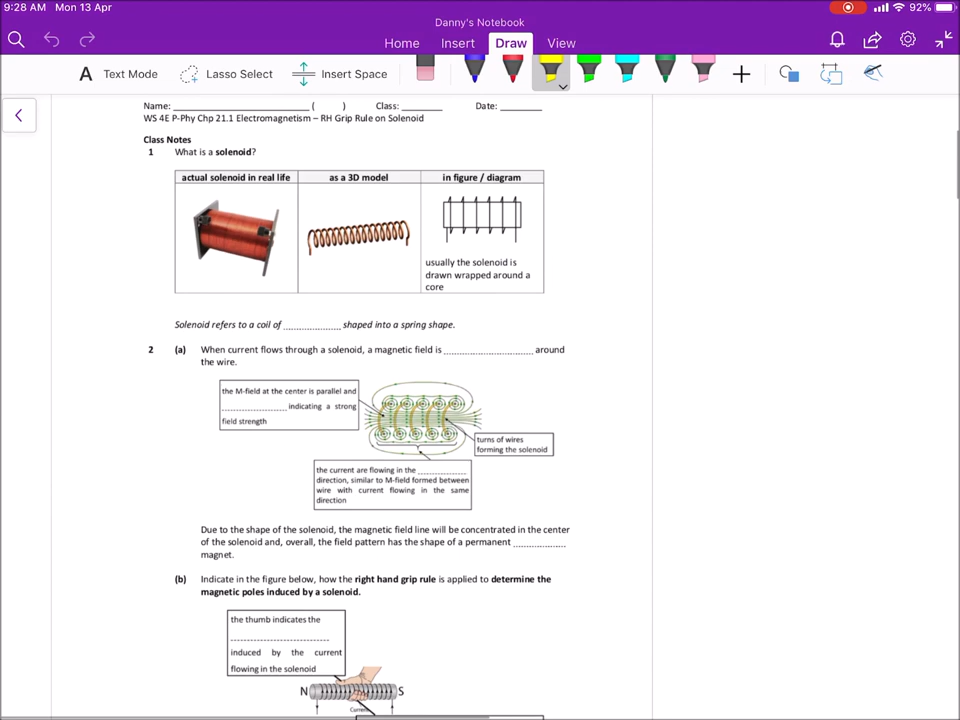 9:28 AM Mon 13 Apr
92%
Danny's Notebook
Home Insert Draw View
A Text Mode Lasso Select Insert Space
Name: ____________________________ ( ) Class: ________ Date: ________
WS 4E P-Phy Chp 21.1 Electromagnetism – RH Grip Rule on Solenoid
Class Notes
1 What is a solenoid?
actual solenoid in real life as a 3D model in figure / diagram
usually the solenoid is
drawn wrapped around a
core
Solenoid refers to a coil of ..................... shaped into a spring shape.
2 (a) When current flows through a solenoid, a magnetic field is ................................ around
the wire.
the M-field at the center is parallel and
....................... indicating a strong
field strength
turns of wires
forming the solenoid
the current are flowing in the .................
direction, similar to M-field formed between
wire with current flowing in the same
direction
Due to the shape of the solenoid, the magnetic field line will be concentrated in the center
of the solenoid and, overall, the field pattern has the shape of a permanent ...................
magnet.
(b) Indicate in the figure below, how the right hand grip rule is applied to determine the
magnetic poles induced by a solenoid.
the thumb indicates the
................................
induced by the current
flowing in the solenoid
N S
Current